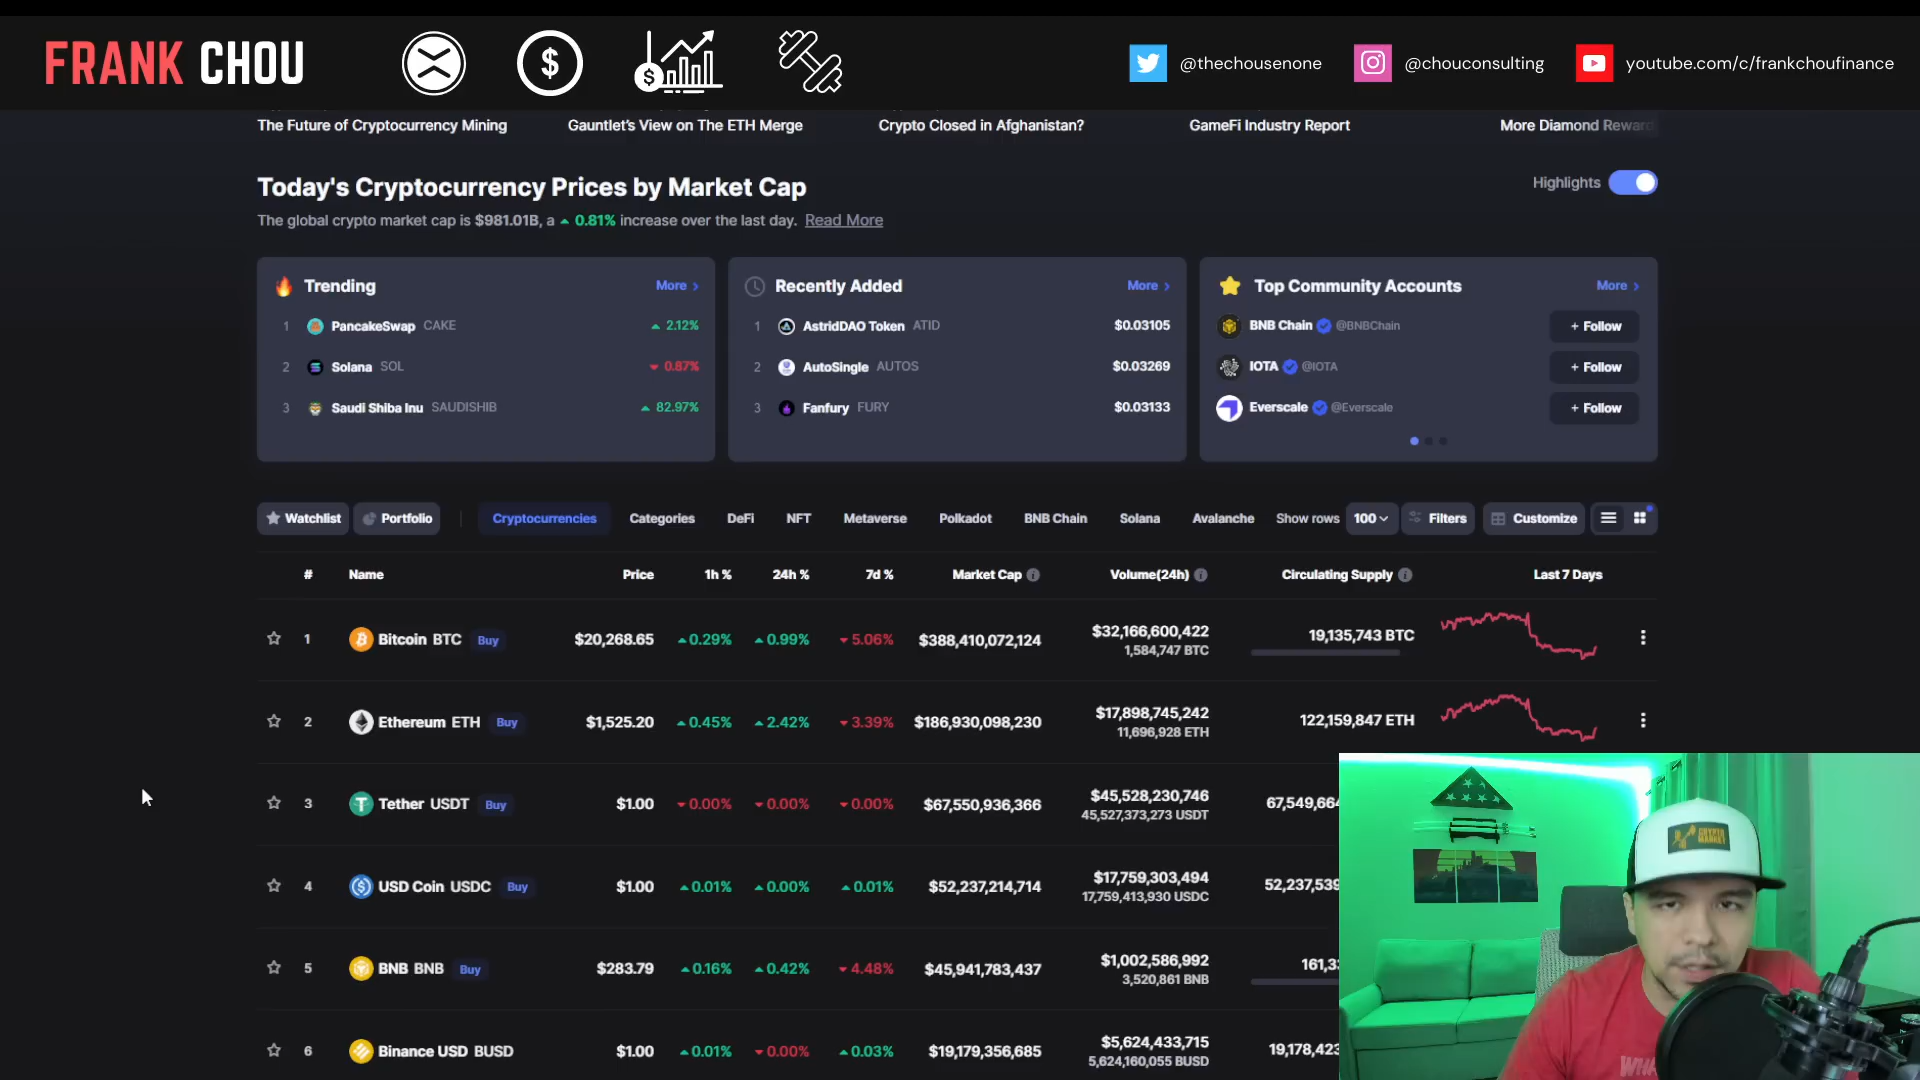 FRANK CHOU
@thechousenone
@chouconsulting
youtube.com/c/frankchoufinance
The Future of Cryptocurrency Mining
Gauntlet's View on The ETH Merge
Crypto Closed in Afghanistan?
GameFi Industry Report
More Diamond Reward
Today's Cryptocurrency Prices by Market Cap
Highlights
The global crypto market cap is $981.01B, a 0.81% increase over the last day. Read More
Trending More
1 PancakeSwap CAKE 2.12%
2 Solana SOL 0.87%
3 Saudi Shiba Inu SAUDISHIB 82.97%
Recently Added More
1 AstridDAO Token ATID $0.03105
2 AutoSingle AUTOS $0.03269
3 Fanfury FURY $0.03133
Top Community Accounts More
BNB Chain @BNBChain + Follow
IOTA @IOTA + Follow
Everscale @Everscale + Follow
Watchlist Portfolio Cryptocurrencies Categories DeFi NFT Metaverse Polkadot BNB Chain Solana Avalanche Show rows 100 Filters Customize
# Name Price 1h % 24h % 7d % Market Cap Volume(24h) Circulating Supply Last 7 Days
1 Bitcoin BTC Buy $20,268.65 0.29% 0.99% 5.06% $388,410,072,124 $32,166,600,422 19,135,743 BTC
1,584,747 BTC
2 Ethereum ETH Buy $1,525.20 0.45% 2.42% 3.39% $186,930,098,230 $17,898,745,242 122,159,847 ETH
11,696,928 ETH
3 Tether USDT Buy $1.00 0.00% 0.00% 0.00% $67,550,936,366 $45,528,230,746 67,549,664
45,527,373,273 USDT
4 USD Coin USDC Buy $1.00 0.01% 0.00% 0.01% $52,237,214,714 $17,759,303,494 52,237,539
17,759,413,930 USDC
5 BNB BNB Buy $283.79 0.16% 0.42% 4.48% $45,941,783,437 $1,002,586,992 161,33
3,520,861 BNB
6 Binance USD BUSD $1.00 0.01% 0.00% 0.03% $19,179,356,685 $5,624,433,715 19,178,423
5,624,160,055 BUSD
CRYPTO
MARKET